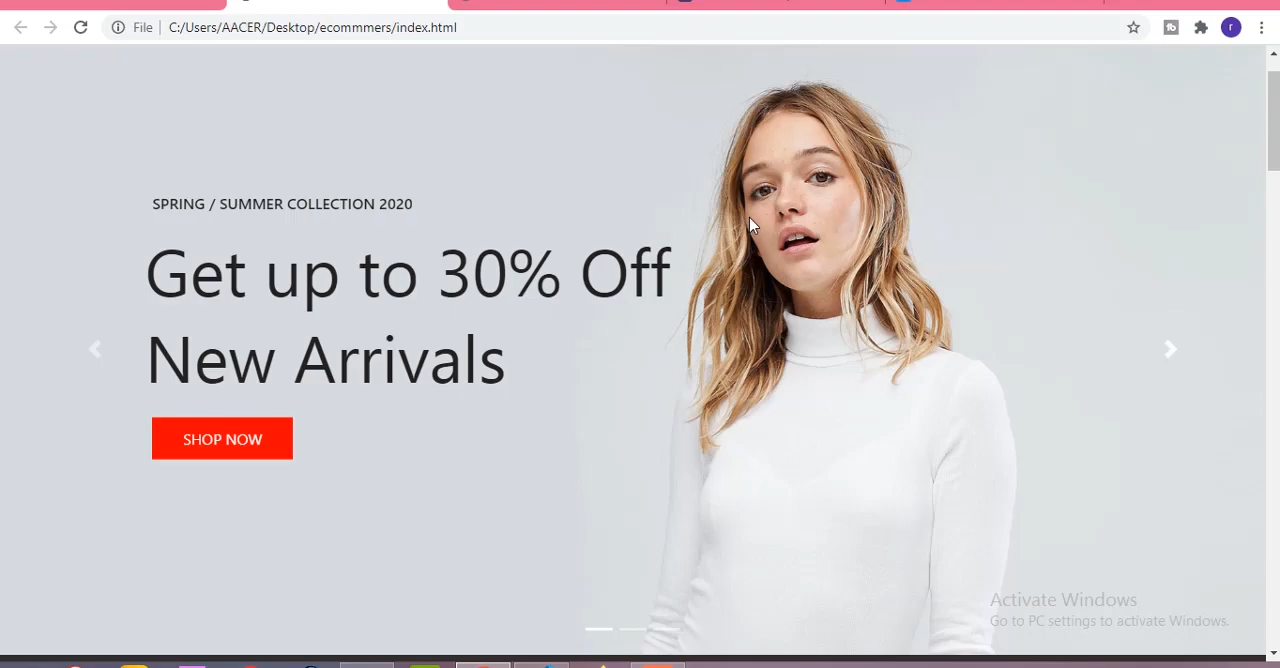 File
C:/Users/AACER/Desktop/ecommmers/index.html
r
SPRING / SUMMER COLLECTION 2020
Get up to 30% Off
New Arrivals
SHOP NOW
Activate Windows
Go to PC settings to activate Windows.